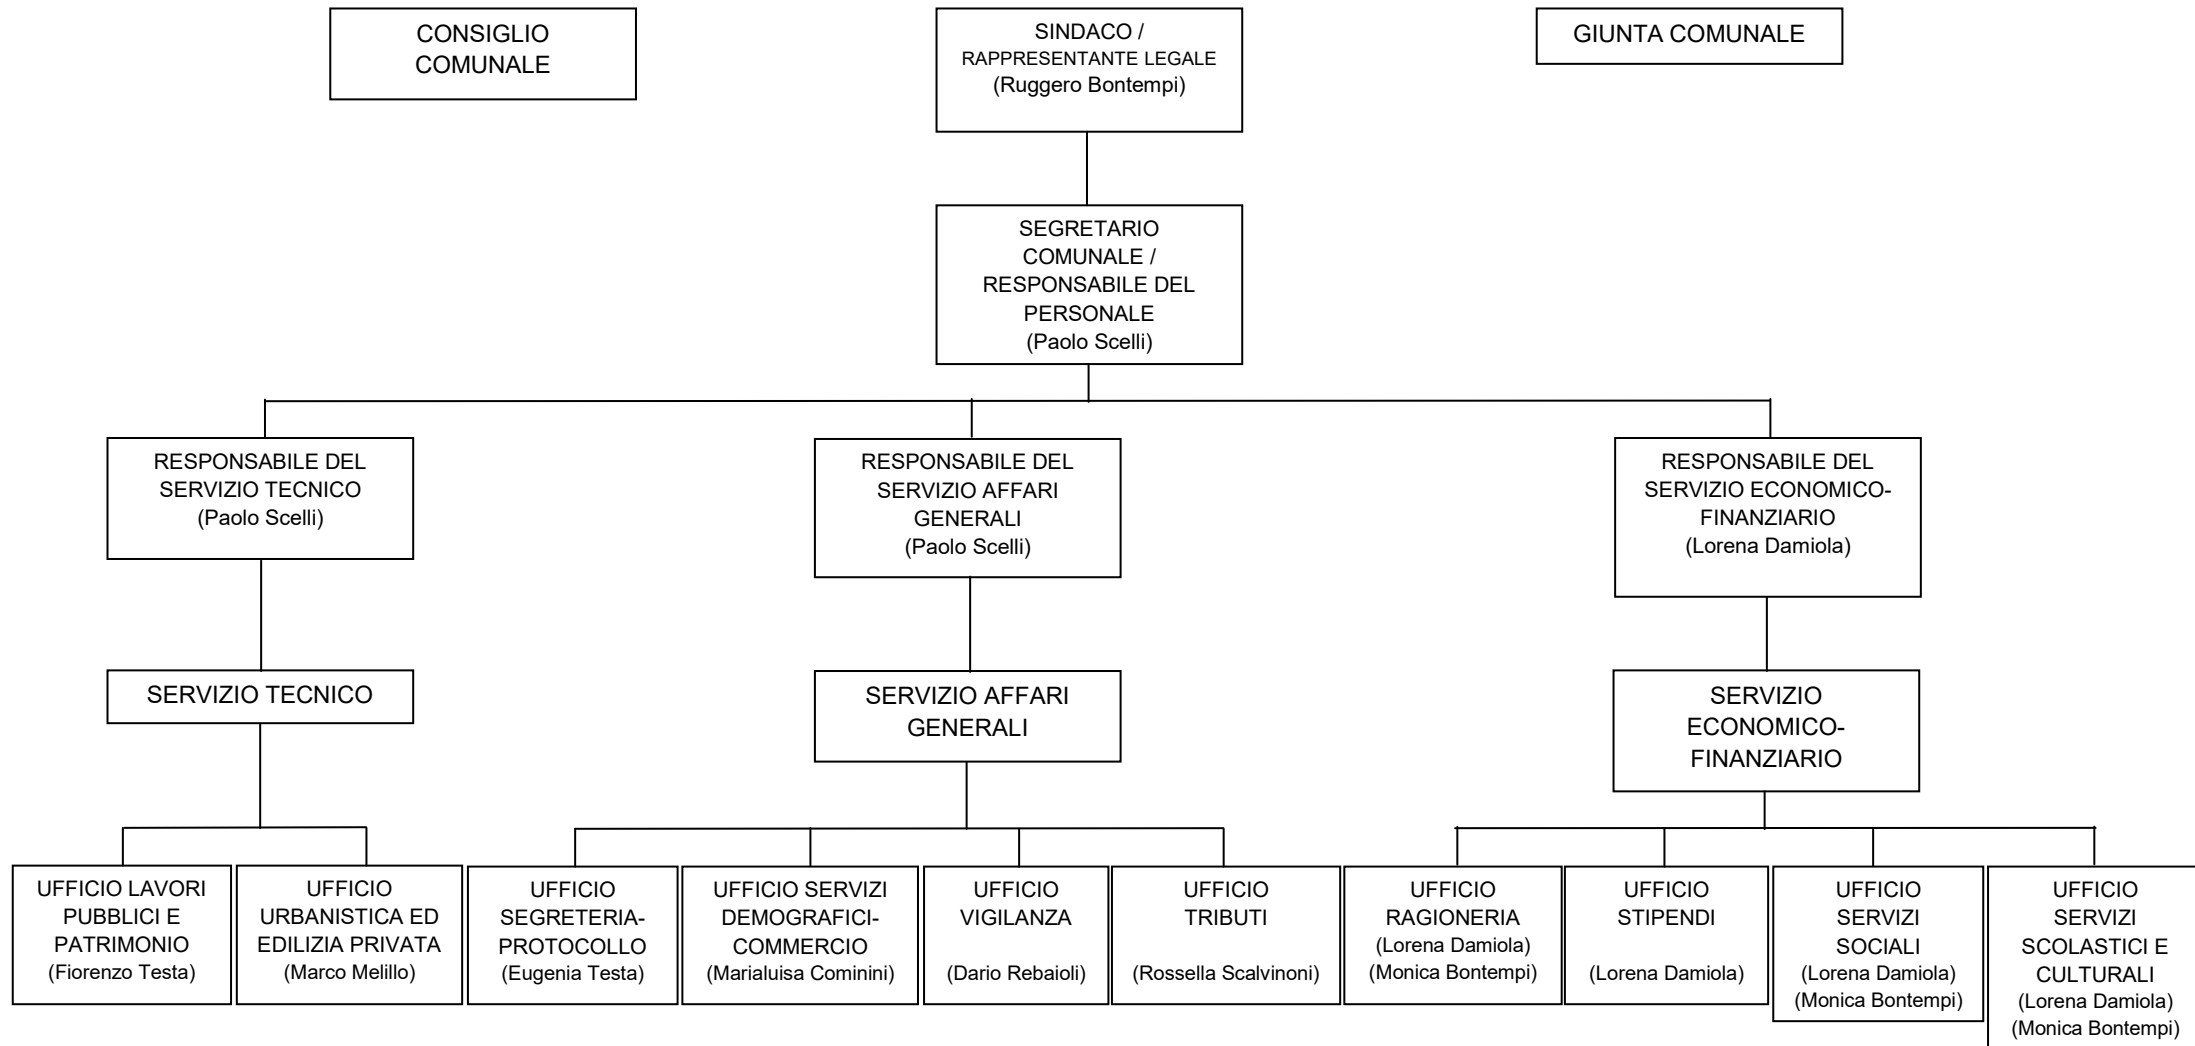 CONSIGLIO
COMUNALE
SINDACO /
RAPPRESENTANTE LEGALE
(Ruggero Bontempi)
GIUNTA COMUNALE
SEGRETARIO
COMUNALE /
RESPONSABILE DEL
PERSONALE
(Paolo Scelli)
RESPONSABILE DEL
SERVIZIO TECNICO
(Paolo Scelli)
RESPONSABILE DEL
SERVIZIO AFFARI
GENERALI
(Paolo Scelli)
RESPONSABILE DEL
SERVIZIO ECONOMICO-
FINANZIARIO
(Lorena Damiola)
SERVIZIO TECNICO
SERVIZIO AFFARI
GENERALI
SERVIZIO
ECONOMICO-
FINANZIARIO
UFFICIO LAVORI
PUBBLICI E
PATRIMONIO
(Fiorenzo Testa)
UFFICIO
URBANISTICA ED
EDILIZIA PRIVATA
(Marco Melillo)
UFFICIO
SEGRETERIA-
PROTOCOLLO
(Eugenia Testa)
UFFICIO SERVIZI
DEMOGRAFICI-
COMMERCIO
(Marialuisa Cominini)
UFFICIO
VIGILANZA
(Dario Rebaioli)
UFFICIO
TRIBUTI
(Rossella Scalvinoni)
UFFICIO
RAGIONERIA
(Lorena Damiola)
(Monica Bontempi)
UFFICIO
STIPENDI
(Lorena Damiola)
UFFICIO
SERVIZI
SOCIALI
(Lorena Damiola)
(Monica Bontempi)
UFFICIO
SERVIZI
SCOLASTICI E
CULTURALI
(Lorena Damiola)
(Monica Bontempi)